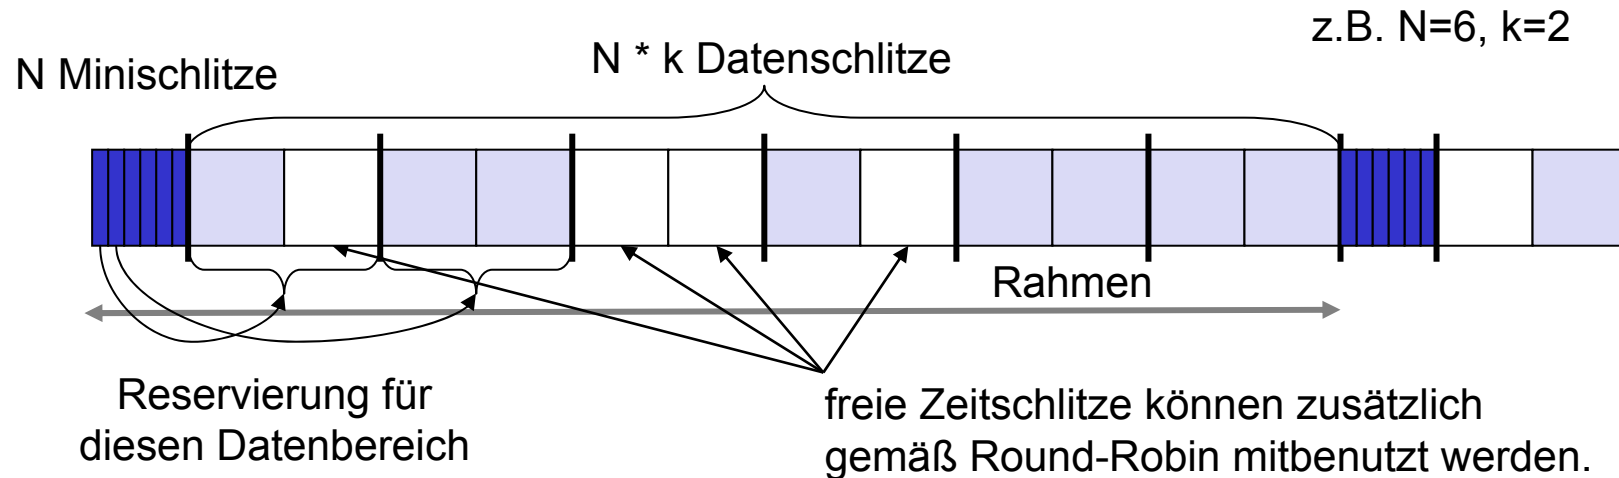 z.B. N=6, k=2
N * k Datenschlitze
N Minischlitze
Rahmen
Reservierung für
diesen Datenbereich
freie Zeitschlitze können zusätzlich
gemäß Round-Robin mitbenutzt werden.